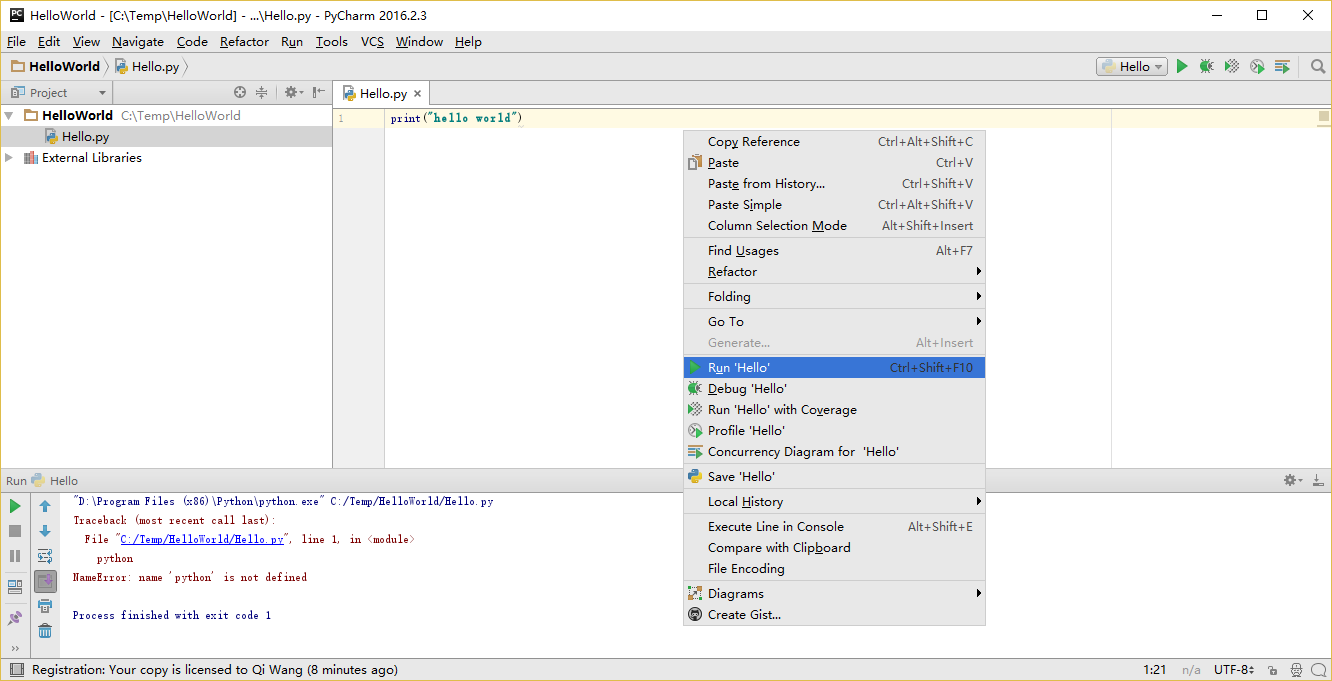 HelloWorld - [C:\Temp\HelloWorld] - ...\Hello.py - PyCharm 2016.2.3
File Edit View Navigate Code Refactor Run Tools VCS Window Help
HelloWorld Hello.py Hello
Project Hello.py
HelloWorld C:\Temp\HelloWorld
Hello.py
External Libraries
1 print("hello world")
Copy Reference Ctrl+Alt+Shift+C
Paste Ctrl+V
Paste from History... Ctrl+Shift+V
Paste Simple Ctrl+Alt+Shift+V
Column Selection Mode Alt+Shift+Insert
Find Usages Alt+F7
Refactor
Folding
Go To
Generate... Alt+Insert
Run 'Hello' Ctrl+Shift+F10
Debug 'Hello'
Run 'Hello' with Coverage
Profile 'Hello'
Concurrency Diagram for 'Hello'
Save 'Hello'
Local History
Execute Line in Console Alt+Shift+E
Compare with Clipboard
File Encoding
Diagrams
Create Gist...
Run Hello
"D:\Program Files (x86)\Python\python.exe" C:/Temp/HelloWorld/Hello.py
Traceback (most recent call last):
File "C:/Temp/HelloWorld/Hello.py", line 1, in <module>
python
NameError: name 'python' is not defined
Process finished with exit code 1
Registration: Your copy is licensed to Qi Wang (8 minutes ago) 1:21 n/a UTF-8